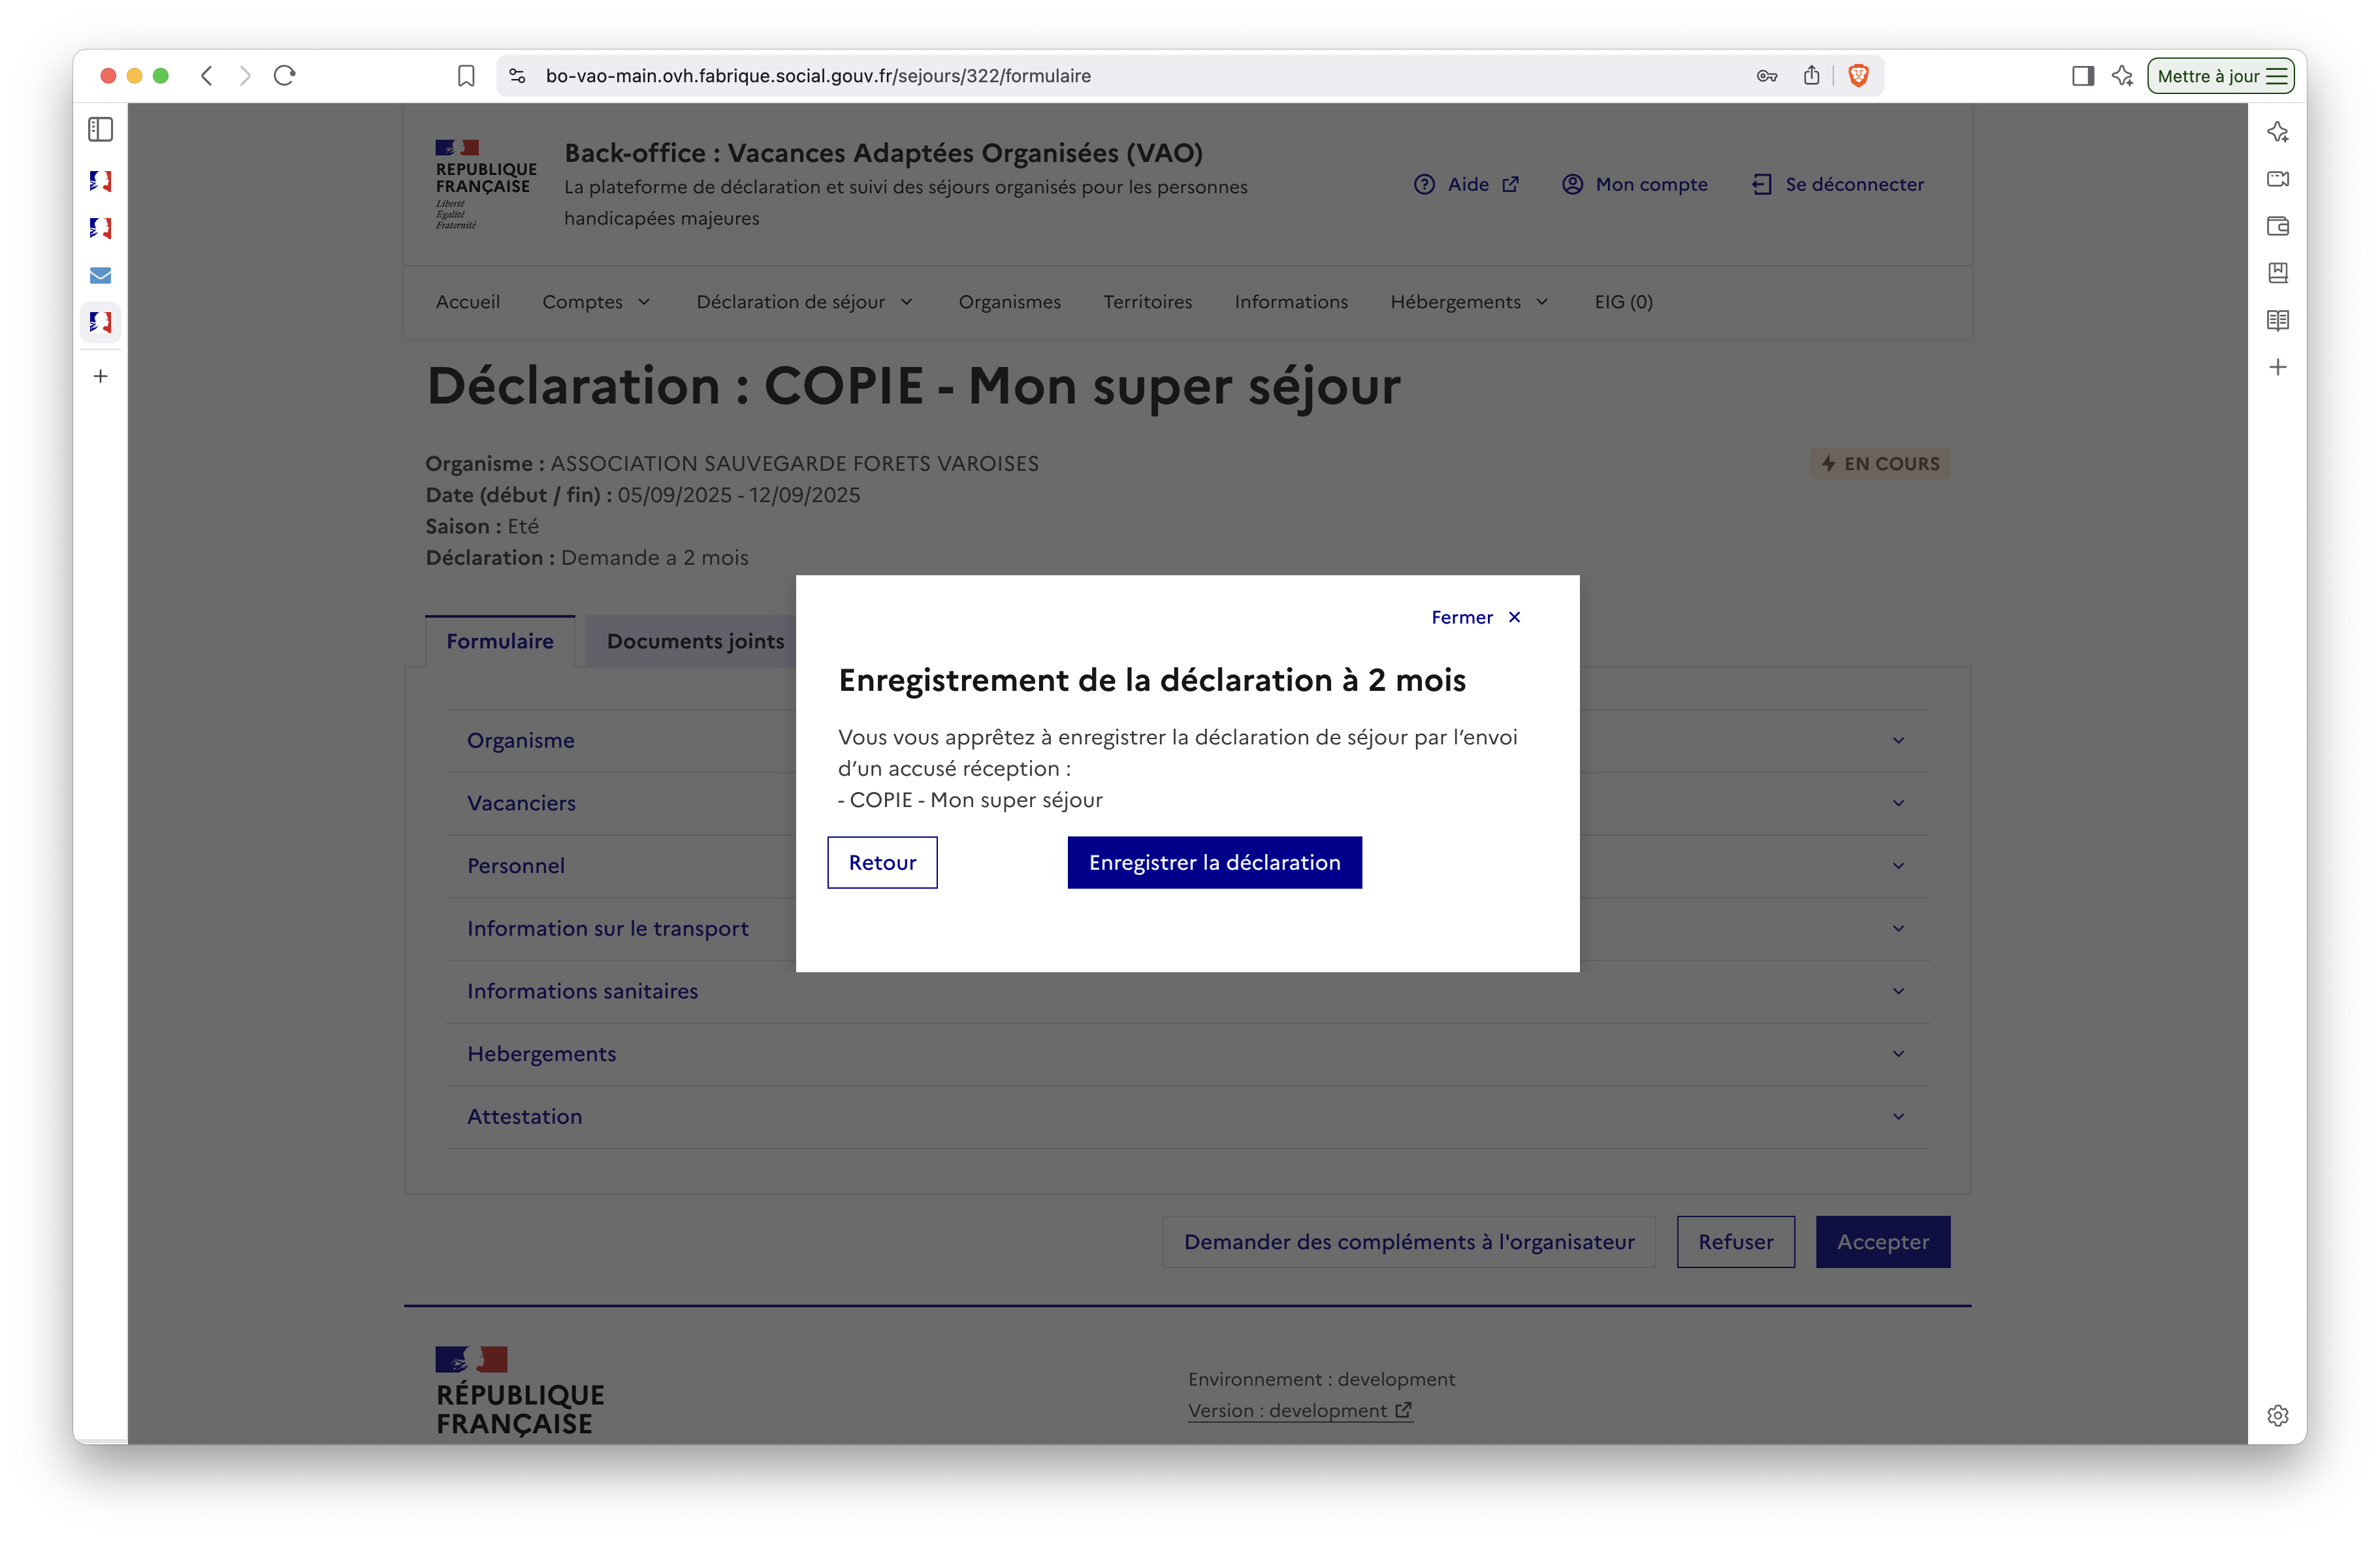 bo-vao-main.ovh.fabrique.social.gouv.fr/sejours/322/formulaire
Mettre à jour
RÉPUBLIQUE
FRANÇAISE
Liberté
Égalité
Fraternité
Back-office : Vacances Adaptées Organisées (VAO)
La plateforme de déclaration et suivi des séjours organisés pour les personnes
handicapées majeures
Aide
Mon compte
Se déconnecter
Accueil
Comptes
Déclaration de séjour
Organismes
Territoires
Informations
Hébergements
EIG (0)
Déclaration : COPIE - Mon super séjour
Organisme : ASSOCIATION SAUVEGARDE FORETS VAROISES
EN COURS
Date (début / fin) : 05/09/2025 - 12/09/2025
Saison : Eté
Déclaration : Demande a 2 mois
Formulaire
Documents joints
Fermer
Enregistrement de la déclaration à 2 mois
Vous vous apprêtez à enregistrer la déclaration de séjour par l’envoi
d’un accusé réception :
- COPIE - Mon super séjour
Retour
Enregistrer la déclaration
Organisme
Vacanciers
Personnel
Information sur le transport
Informations sanitaires
Hebergements
Attestation
Demander des compléments à l'organisateur
Refuser
Accepter
RÉPUBLIQUE
FRANÇAISE
Environnement : development
Version : development